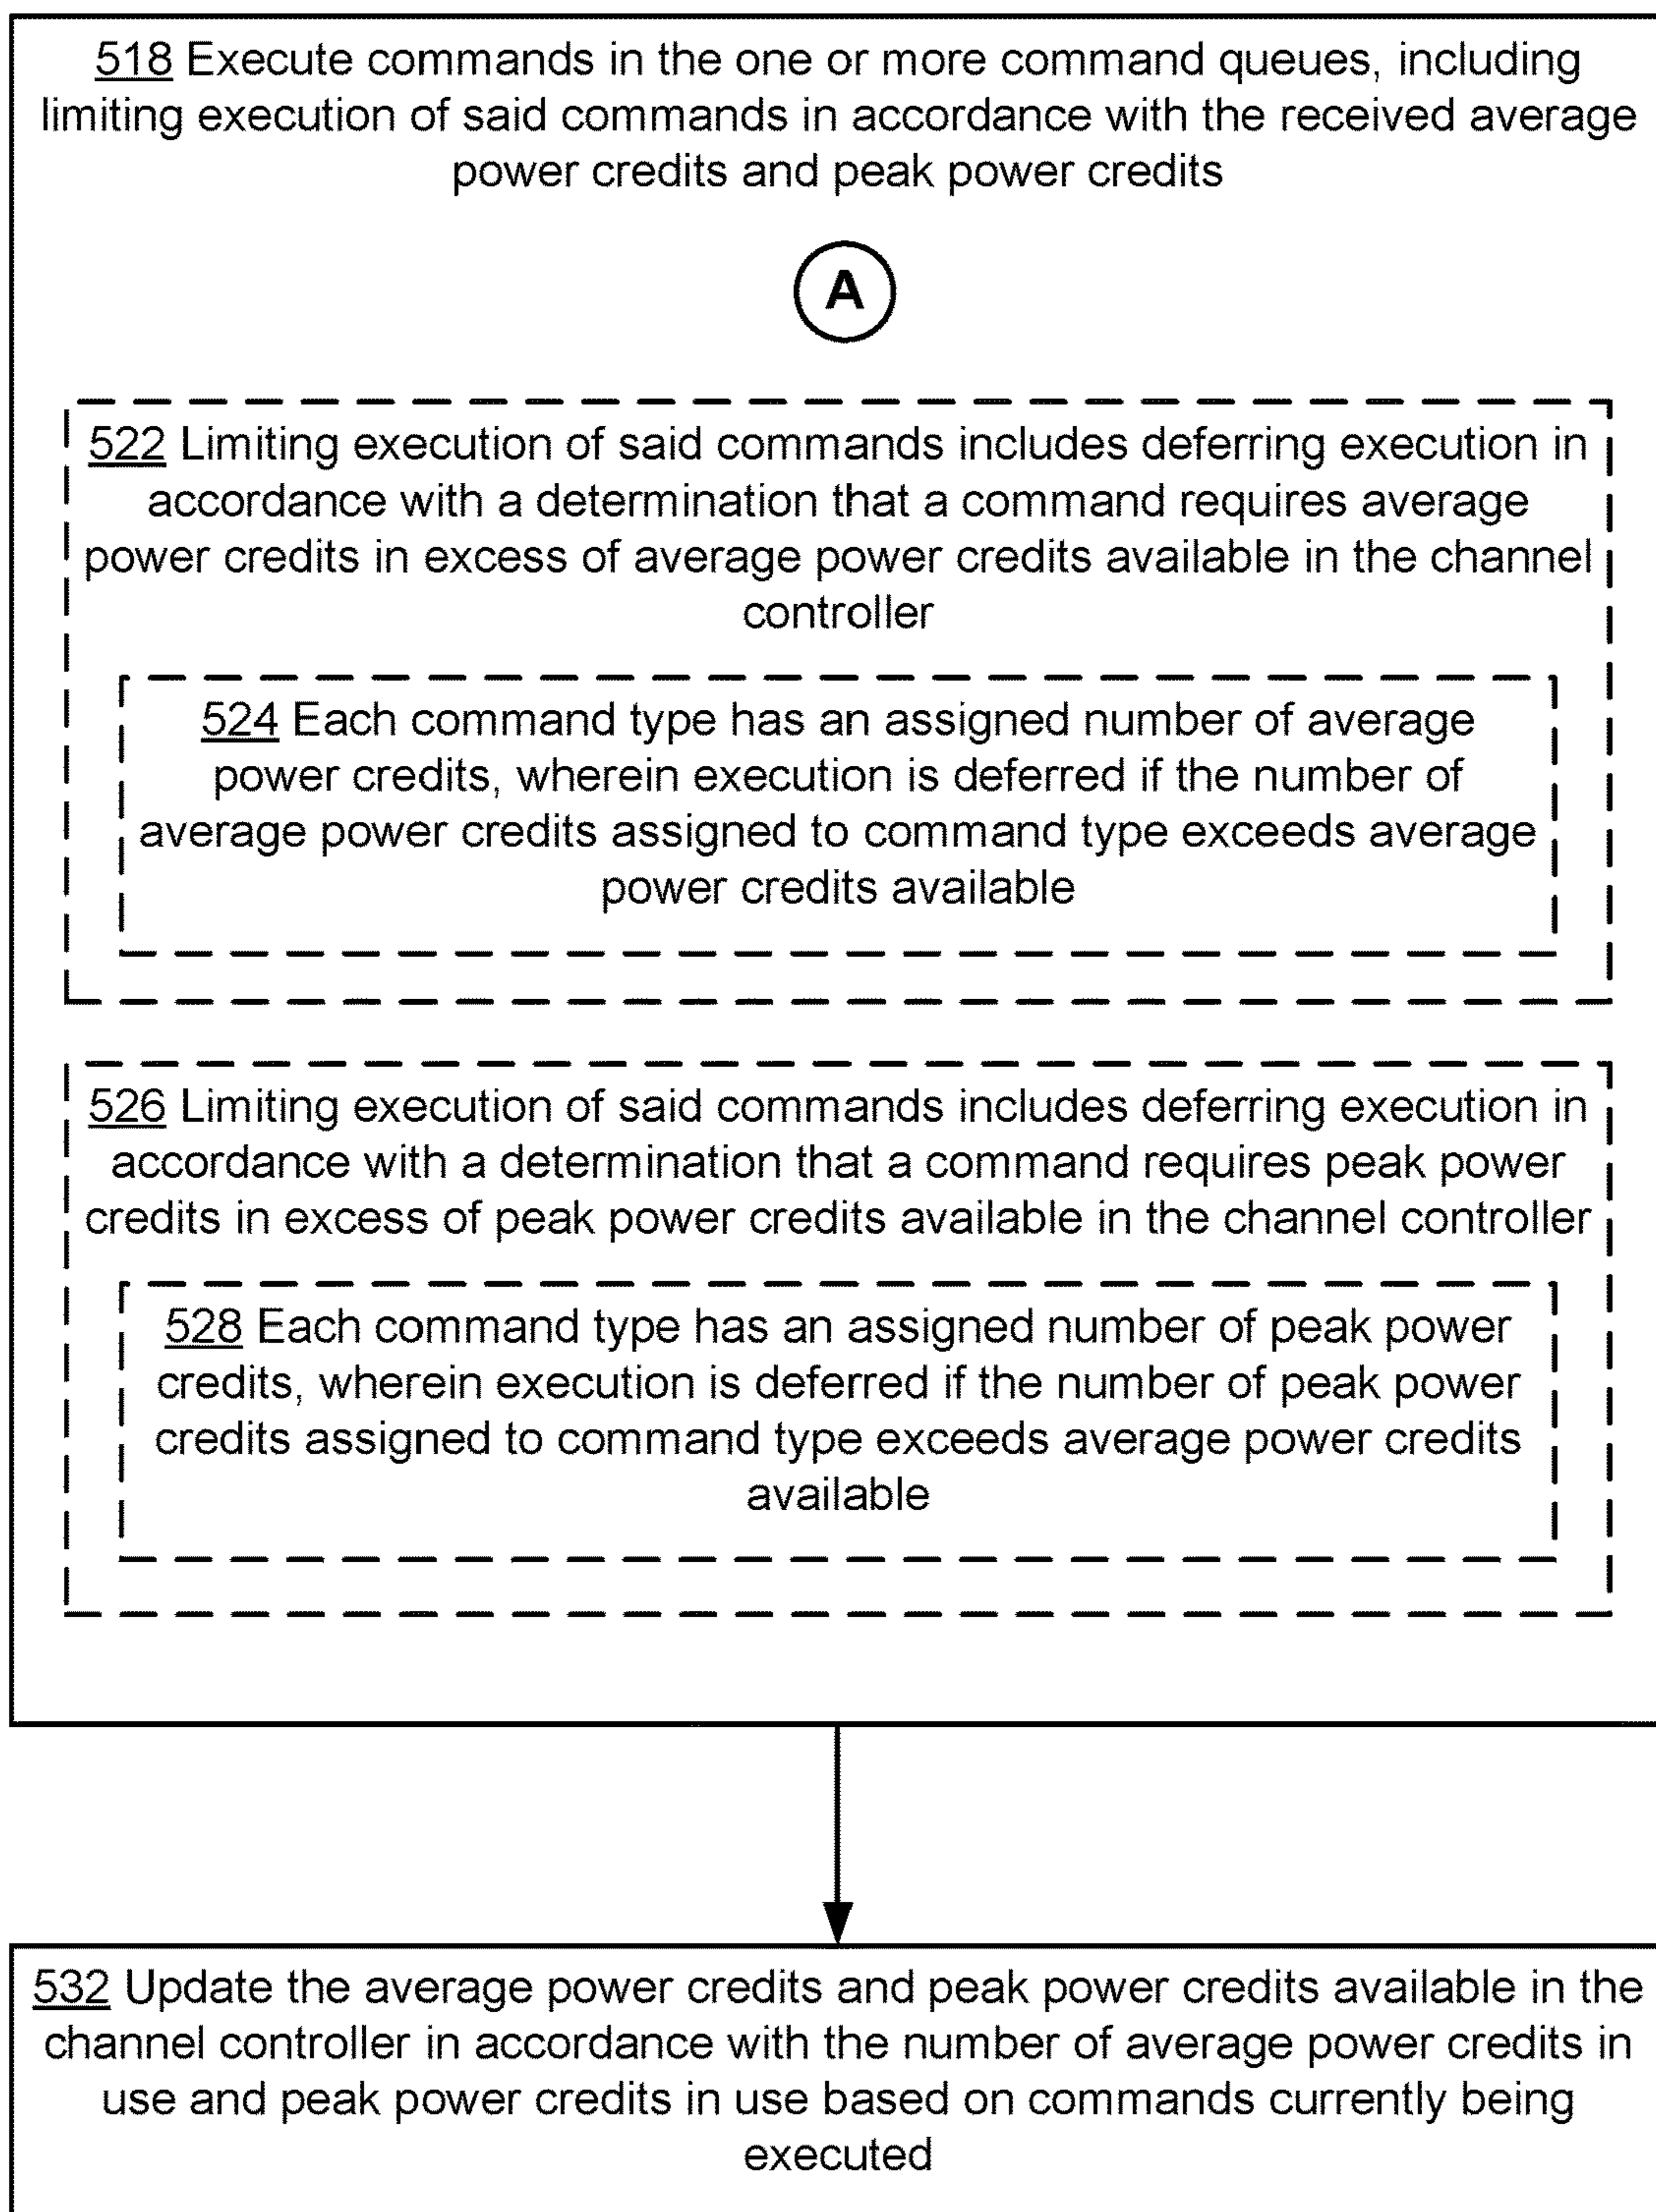 518 Execute commands in the one or more command queues, including
limiting execution of said commands in accordance with the received average
power credits and peak power credits
A
522 Limiting execution of said commands includes deferring execution in
accordance with a determination that a command requires average
power credits in excess of average power credits available in the channel
controller
524 Each command type has an assigned number of average
power credits, wherein execution is deferred if the number of
average power credits assigned to command type exceeds average
power credits available
526 Limiting execution of said commands includes deferring execution in
accordance with a determination that a command requires peak power
credits in excess of peak power credits available in the channel controller
528 Each command type has an assigned number of peak power
credits, wherein execution is deferred if the number of peak power
credits assigned to command type exceeds average power credits
available
532 Update the average power credits and peak power credits available in the
channel controller in accordance with the number of average power credits in
use and peak power credits in use based on commands currently being
executed